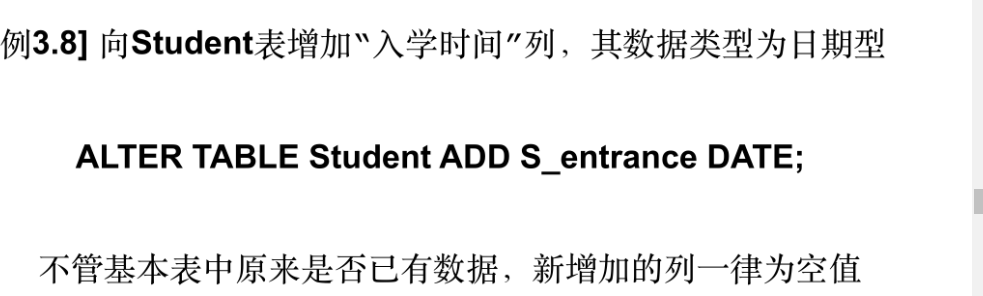 例3.8] 向Student表增加“入学时间”列，其数据类型为日期型
ALTER TABLE Student ADD S_entrance DATE;
不管基本表中原来是否已有数据，新增加的列一律为空值